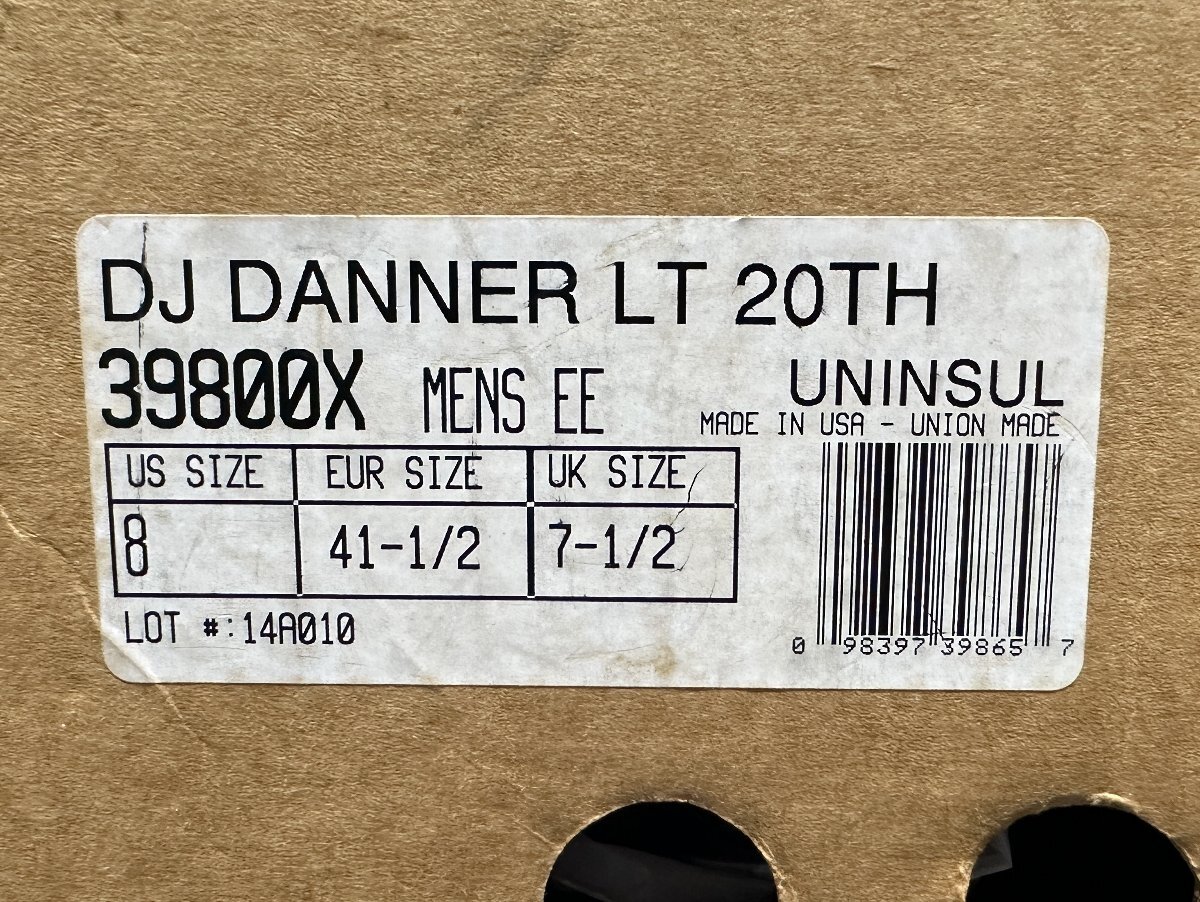 DJ DANNER LT 20TH
39800X MENS EE UNINSUL
MADE IN USA - UNION MADE
US SIZE EUR SIZE UK SIZE
8 41-1/2 7-1/2
LOT #:14A010
0 98397 39865 7